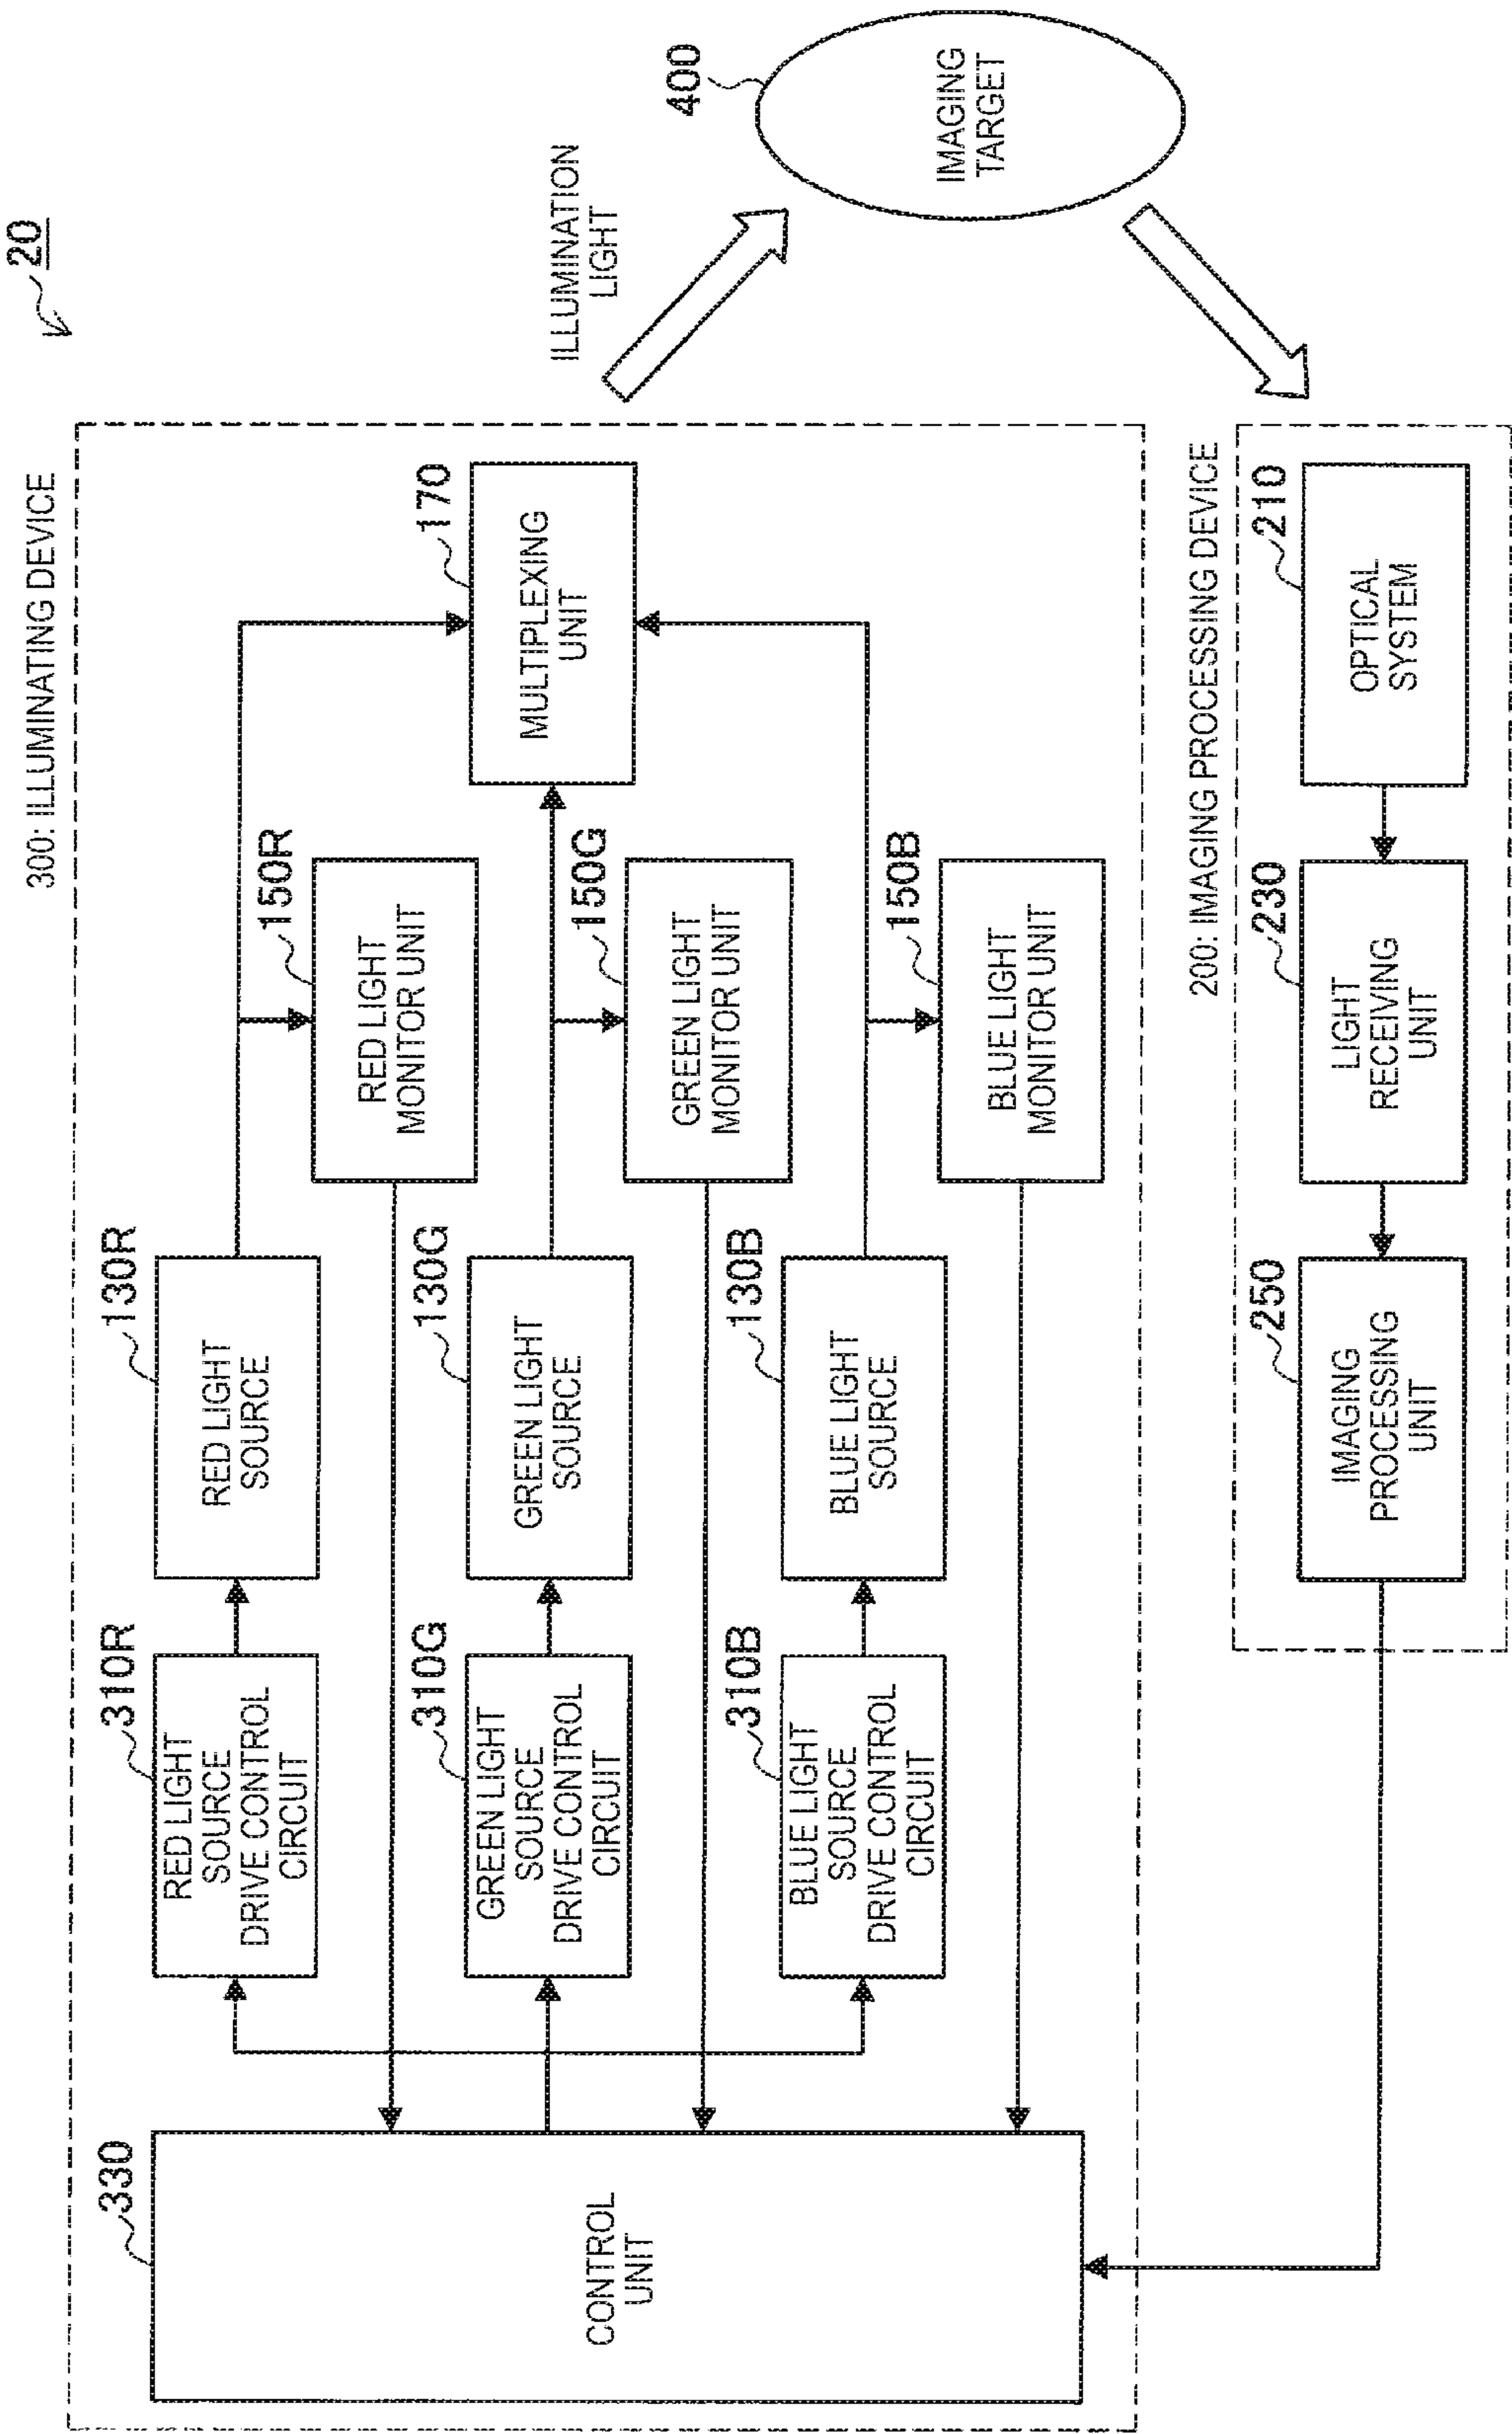 20
300: ILLUMINATING DEVICE
330
CONTROL
UNIT
310R
RED LIGHT
SOURCE
DRIVE CONTROL
CIRCUIT
130R
RED LIGHT
SOURCE
150R
RED LIGHT
MONITOR UNIT
310G
GREEN LIGHT
SOURCE
DRIVE CONTROL
CIRCUIT
130G
GREEN LIGHT
SOURCE
150G
GREEN LIGHT
MONITOR UNIT
170
MULTIPLEXING
UNIT
310B
BLUE LIGHT
SOURCE
DRIVE CONTROL
CIRCUIT
130B
BLUE LIGHT
SOURCE
150B
BLUE LIGHT
MONITOR UNIT
ILLUMINATION
LIGHT
400
IMAGING
TARGET
200: IMAGING PROCESSING DEVICE
250
IMAGING
PROCESSING
UNIT
230
LIGHT
RECEIVING
UNIT
210
OPTICAL
SYSTEM